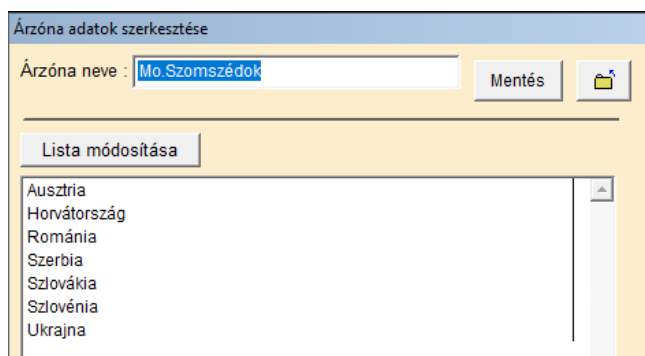 Árzóna adatok szerkesztése
Árzóna neve : Mo.Szomszédok Mentés
Lista módosítása
Ausztria
Horvátország
Románia
Szerbia
Szlovákia
Szlovénia
Ukrajna